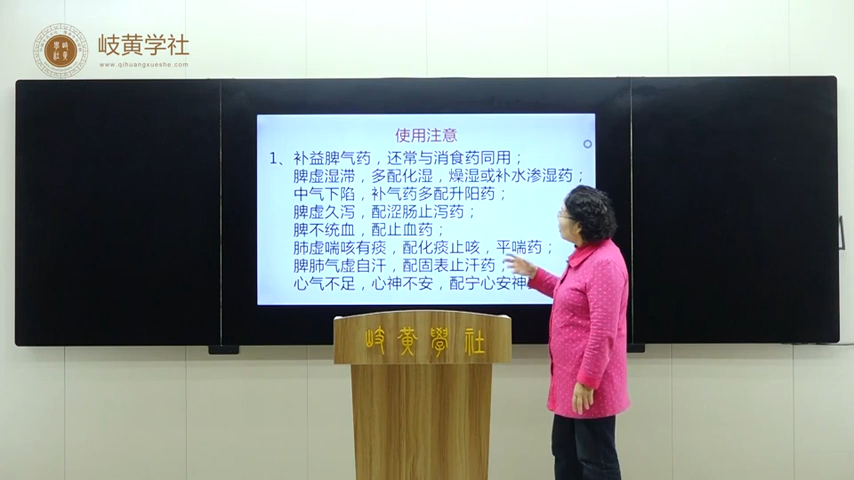 岐黄学社
www.qihuangxueshe.com
使用注意
1、补益脾气药，还常与消食药同用；
脾虚湿滞，多配化湿，燥湿或补水渗湿药；
中气下陷，补气药多配升阳药；
脾虚久泻，配涩肠止泻药；
脾不统血，配止血药；
肺虚喘咳有痰，配化痰止咳，平喘药；
脾肺气虚自汗，配固表止汗药；
心气不足，心神不安，配宁心安神
岐黄學社